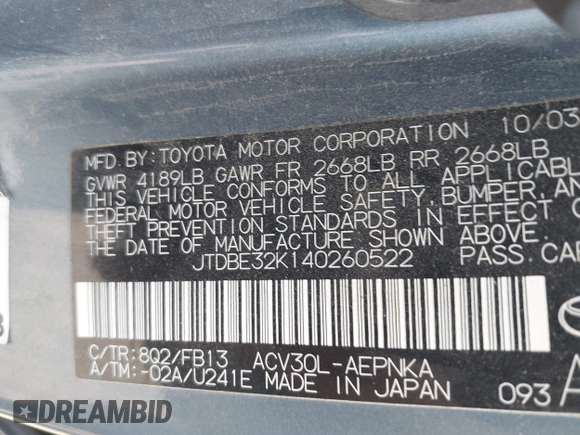 MFD. BY: TOYOTA MOTOR CORPORATION 10/03
GVWR 4189LB GAWR FR 2668LB RR 2668LB
THIS VEHICLE CONFORMS TO ALL APPLICABLE
FEDERAL MOTOR VEHICLE SAFETY, BUMPER, AN
THEFT PREVENTION STANDARDS IN EFFECT O
THE DATE OF MANUFACTURE SHOWN ABOVE.
JTDBE32K140260522 PASS. CAR
C/TR: 8Q2/FB13 ACV30L-AEPNKA
A/TM: -02A/U241E MADE IN JAPAN 093
DREAMBID